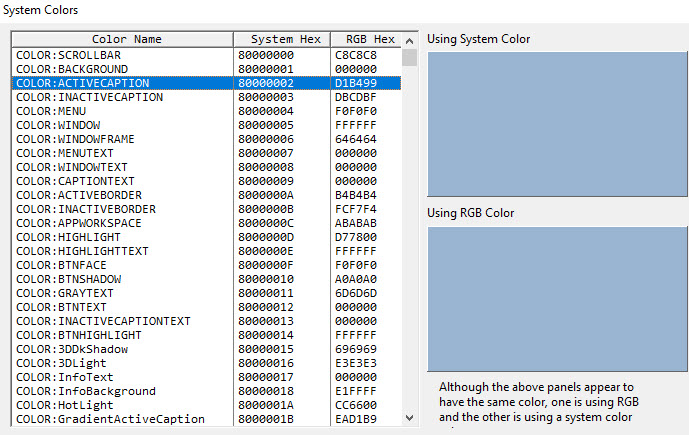 System Colors
Color Name System Hex RGB Hex
COLOR:SCROLLBAR 80000000 C8C8C8
COLOR:BACKGROUND 80000001 000000
COLOR:ACTIVECAPTION 80000002 D1B499
COLOR:INACTIVECAPTION 80000003 DBCDBF
COLOR:MENU 80000004 F0F0F0
COLOR:WINDOW 80000005 FFFFFF
COLOR:WINDOWFRAME 80000006 646464
COLOR:MENUTEXT 80000007 000000
COLOR:WINDOWTEXT 80000008 000000
COLOR:CAPTIONTEXT 80000009 000000
COLOR:ACTIVEBORDER 8000000A B4B4B4
COLOR:INACTIVEBORDER 8000000B FCF7F4
COLOR:APPWORKSPACE 8000000C ABABAB
COLOR:HIGHLIGHT 8000000D D77800
COLOR:HIGHLIGHTTEXT 8000000E FFFFFF
COLOR:BTNFACE 8000000F F0F0F0
COLOR:BTNSHADOW 80000010 A0A0A0
COLOR:GRAYTEXT 80000011 6D6D6D
COLOR:BTNTEXT 80000012 000000
COLOR:INACTIVECAPTIONTEXT 80000013 000000
COLOR:BTNHIGHLIGHT 80000014 FFFFFF
COLOR:3DDkShadow 80000015 696969
COLOR:3DLight 80000016 E3E3E3
COLOR:InfoText 80000017 000000
COLOR:InfoBackground 80000018 E1FFFF
COLOR:HotLight 8000001A CC6600
COLOR:GradientActiveCaption 8000001B EAD1B9
Using System Color
Using RGB Color
Although the above panels appear to
have the same color, one is using RGB
and the other is using a system color